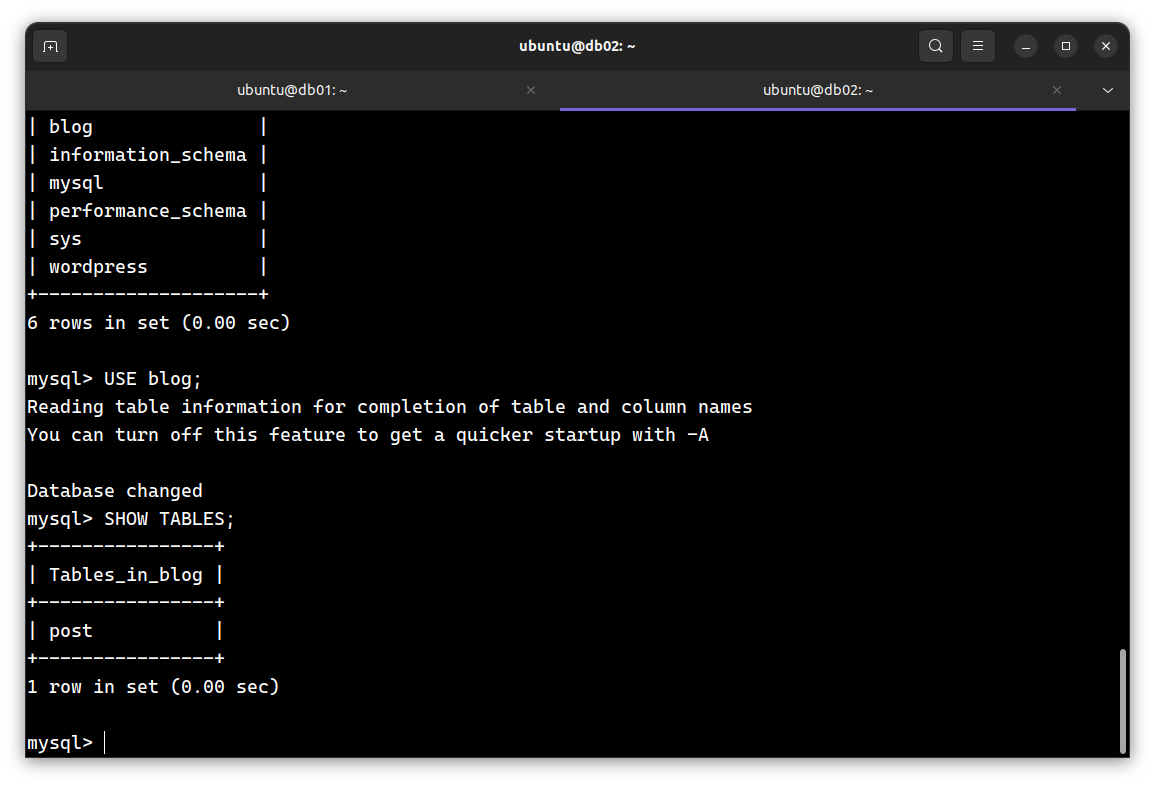 ubuntu@db02: ~
ubuntu@db01: ~
ubuntu@db02: ~
| blog               |
| information_schema |
| mysql              |
| performance_schema |
| sys                |
| wordpress          |
+--------------------+
6 rows in set (0.00 sec)
mysql> USE blog;
Reading table information for completion of table and column names
You can turn off this feature to get a quicker startup with -A
Database changed
mysql> SHOW TABLES;
+----------------+
| Tables_in_blog |
+----------------+
| post           |
+----------------+
1 row in set (0.00 sec)
mysql>